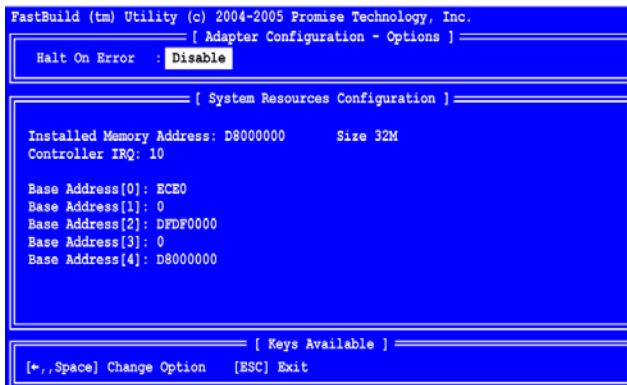 FastBuild (tm) Utility (c) 2004-2005 Promise Technology, Inc.
[ Adapter Configuration - Options ]
Halt On Error : Disable
[ System Resources Configuration ]
Installed Memory Address: D8000000 Size 32M
Controller IRQ: 10
Base Address[0]: ECE0
Base Address[1]: 0
Base Address[2]: DFDF0000
Base Address[3]: 0
Base Address[4]: D8000000
[ Keys Available ]
[←,,Space] Change Option [ESC] Exit